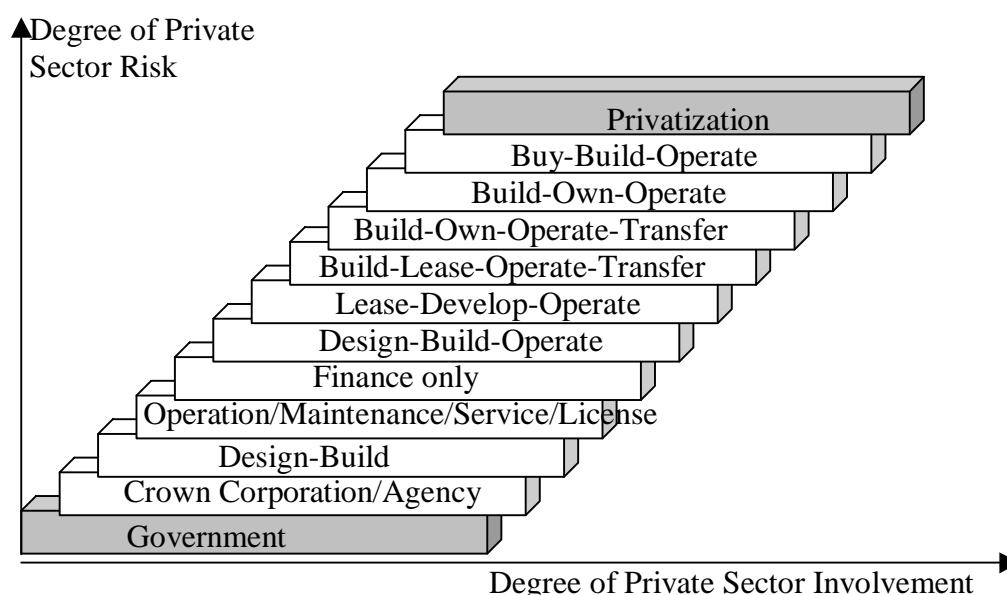 Degree of Private
Sector Risk
Privatization
Buy-Build-Operate
Build-Own-Operate
Build-Own-Operate-Transfer
Build-Lease-Operate-Transfer
Lease-Develop-Operate
Design-Build-Operate
Finance only
Operation/Maintenance/Service/License
Design-Build
Crown Corporation/Agency
Government
Degree of Private Sector Involvement